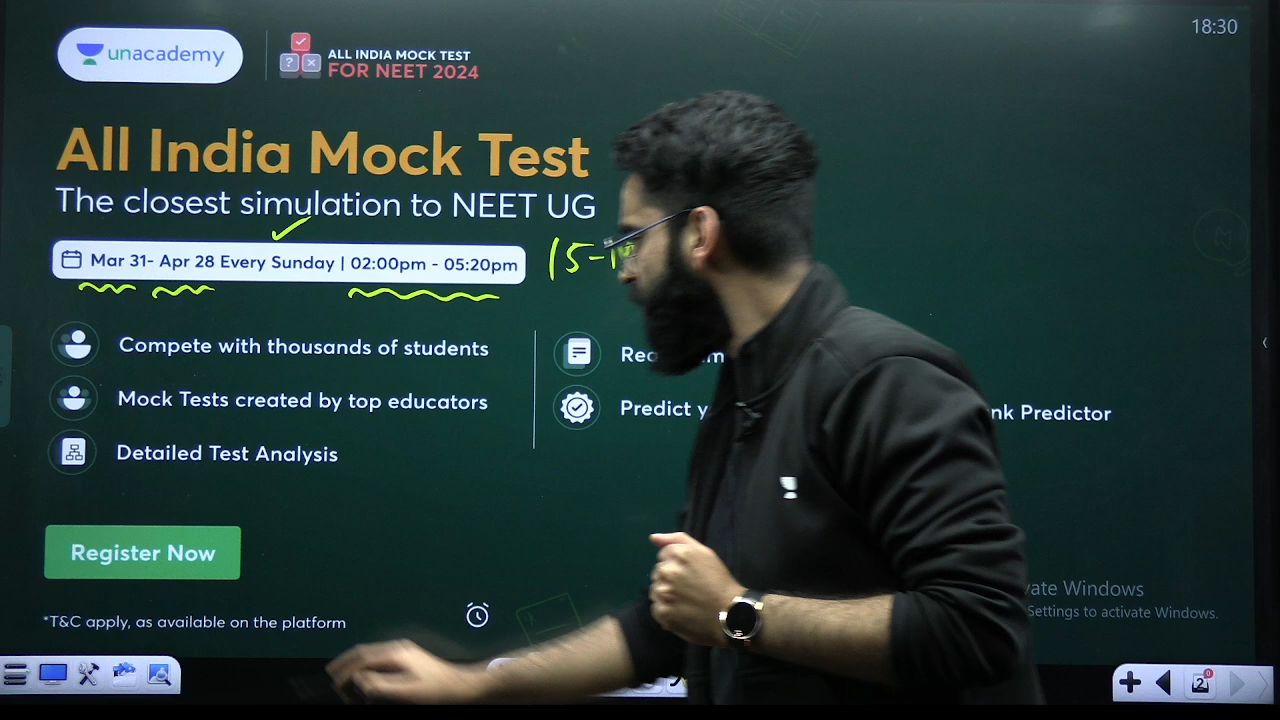 18:30
unacademy
ALL INDIA MOCK TEST
FOR NEET 2024
All India Mock Test
The closest simulation to NEET UG
Mar 31- Apr 28 Every Sunday | 02:00pm - 05:20pm
15-
Compete with thousands of students
Mock Tests created by top educators
Predict
Predictor
Detailed Test Analysis
Register Now
Windows
Settings to activate Windows.
*T&C apply, as available on the platform
2